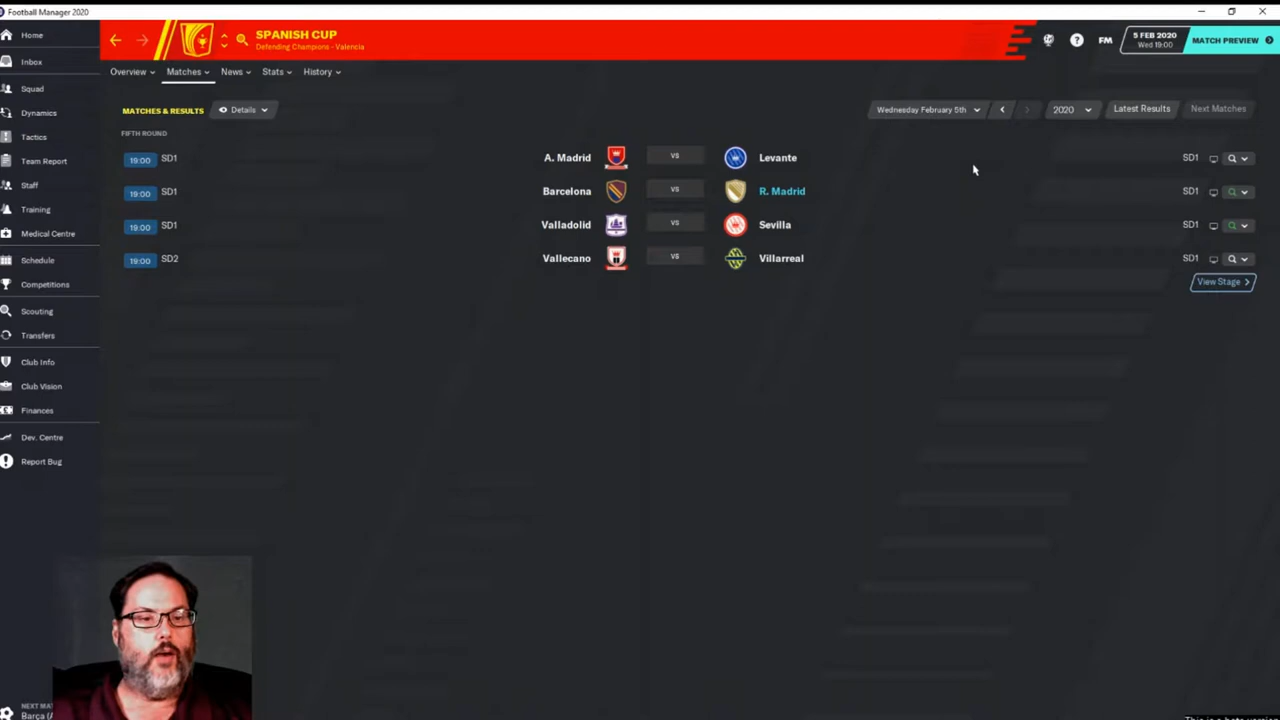 Football Manager 2020
Home
Inbox
Squad
Dynamics
Tactics
Team Report
Staff
Training
Medical Centre
Schedule
Competitions
Scouting
Transfers
Club Info
Club Vision
Finances
Dev. Centre
Report Bug
SPANISH CUP
Defending Champions - Valencia
FM
5 FEB 2020
Wed 19:00
MATCH PREVIEW
Overview Matches News Stats History
MATCHES & RESULTS Details
Wednesday February 5th 2020 Latest Results Next Matches
FIFTH ROUND
19:00 SD1 A. Madrid vs Levante SD1
19:00 SD1 Barcelona vs R. Madrid SD1
19:00 SD1 Valladolid vs Sevilla SD1
19:00 SD2 Vallecano vs Villarreal SD1
View Stage
NEXT MA
Barça (A